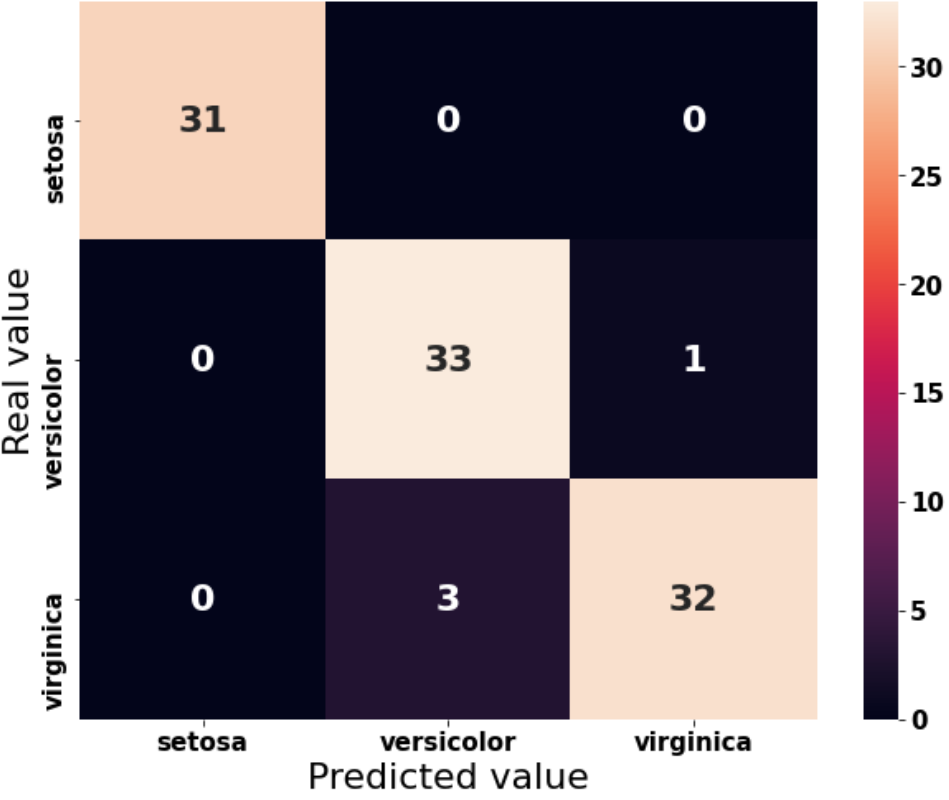 31 0 0
0 33 1
0 3 32
setosa
versicolor
virginica
Real value
setosa versicolor virginica
Predicted value
30
25
20
15
10
5
0